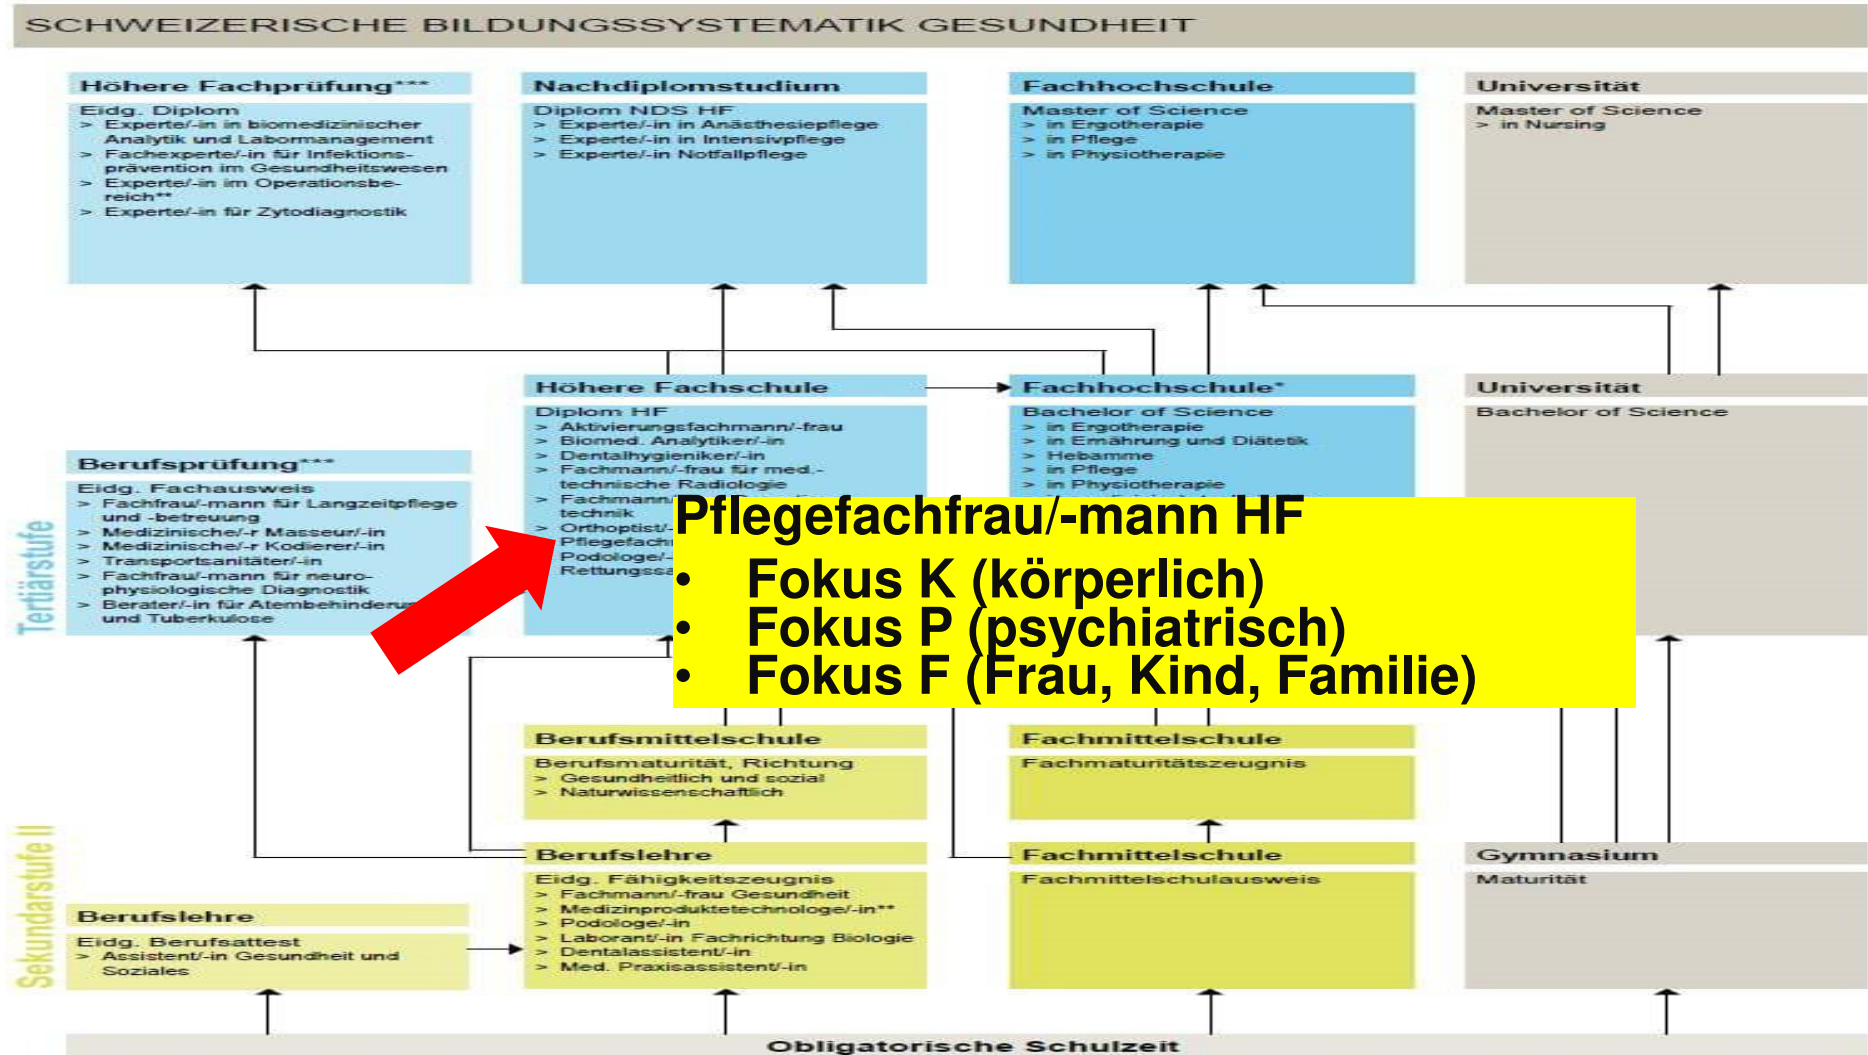 SCHWEIZERISCHE BILDUNGSSYSTEMATIK GESUNDHEIT
Höhere Fachprüfung***
Eidg. Diplom
> Experte/-in in biomedizinischer
Analytik und Labormanagement
> Fachexperte/-in für Infektions-
prävention im Gesundheitswesen
> Experte/-in im Operationsbe-
reich**
> Experte/-in für Zytodiagnostik
Nachdiplomstudium
Diplom NDS HF
> Experte/-in in Anästhesiepflege
> Experte/-in in Intensivpflege
> Experte/-in Notfallpflege
Fachhochschule
Master of Science
> in Ergotherapie
> in Pflege
> in Physiotherapie
Universität
Master of Science
> in Nursing
Tertiärstufe
Berufsprüfung***
Eidg. Fachausweis
> Fachfrau/-mann für Langzeitpflege
und -betreuung
> Medizinische/-r Masseur/-in
> Medizinische/-r Kodierer/-in
> Transportsanitäter/-in
> Fachfrau/-mann für neuro-
physiologische Diagnostik
> Berater/-in für Atembehinderu
und Tuberkulose
Höhere Fachschule
Diplom HF
> Aktivierungsfachmann/-frau
> Biomed. Analytiker/-in
> Dentalhygieniker/-in
> Fachmann/-frau für med.-
technische Radiologie
> Fachmann
technik
> Orthoptist/-
Pflegefach
Podologe/-
Rettungssa
Fachhochschule*
Bachelor of Science
> in Ergotherapie
> in Ernährung und Diätetik
> Hebamme
> in Pflege
> in Physiotherapie
Universität
Bachelor of Science
Pflegefachfrau/-mann HF
• Fokus K (körperlich)
• Fokus P (psychiatrisch)
• Fokus F (Frau, Kind, Familie)
Sekundarstufe II
Berufsmittelschule
Berufsmaturität, Richtung
> Gesundheitlich und sozial
> Naturwissenschaftlich
Fachmittelschule
Fachmaturitätszeugnis
Berufslehre
Eidg. Berufsattest
> Assistent/-in Gesundheit und
Soziales
Berufslehre
Eidg. Fähigkeitszeugnis
> Fachmann/-frau Gesundheit
> Medizinproduktetechnologe/-in**
> Podologe/-in
> Laborant/-in Fachrichtung Biologie
> Dentalassistent/-in
> Med. Praxisassistent/-in
Fachmittelschule
Fachmittelschulausweis
Gymnasium
Maturität
Obligatorische Schulzeit